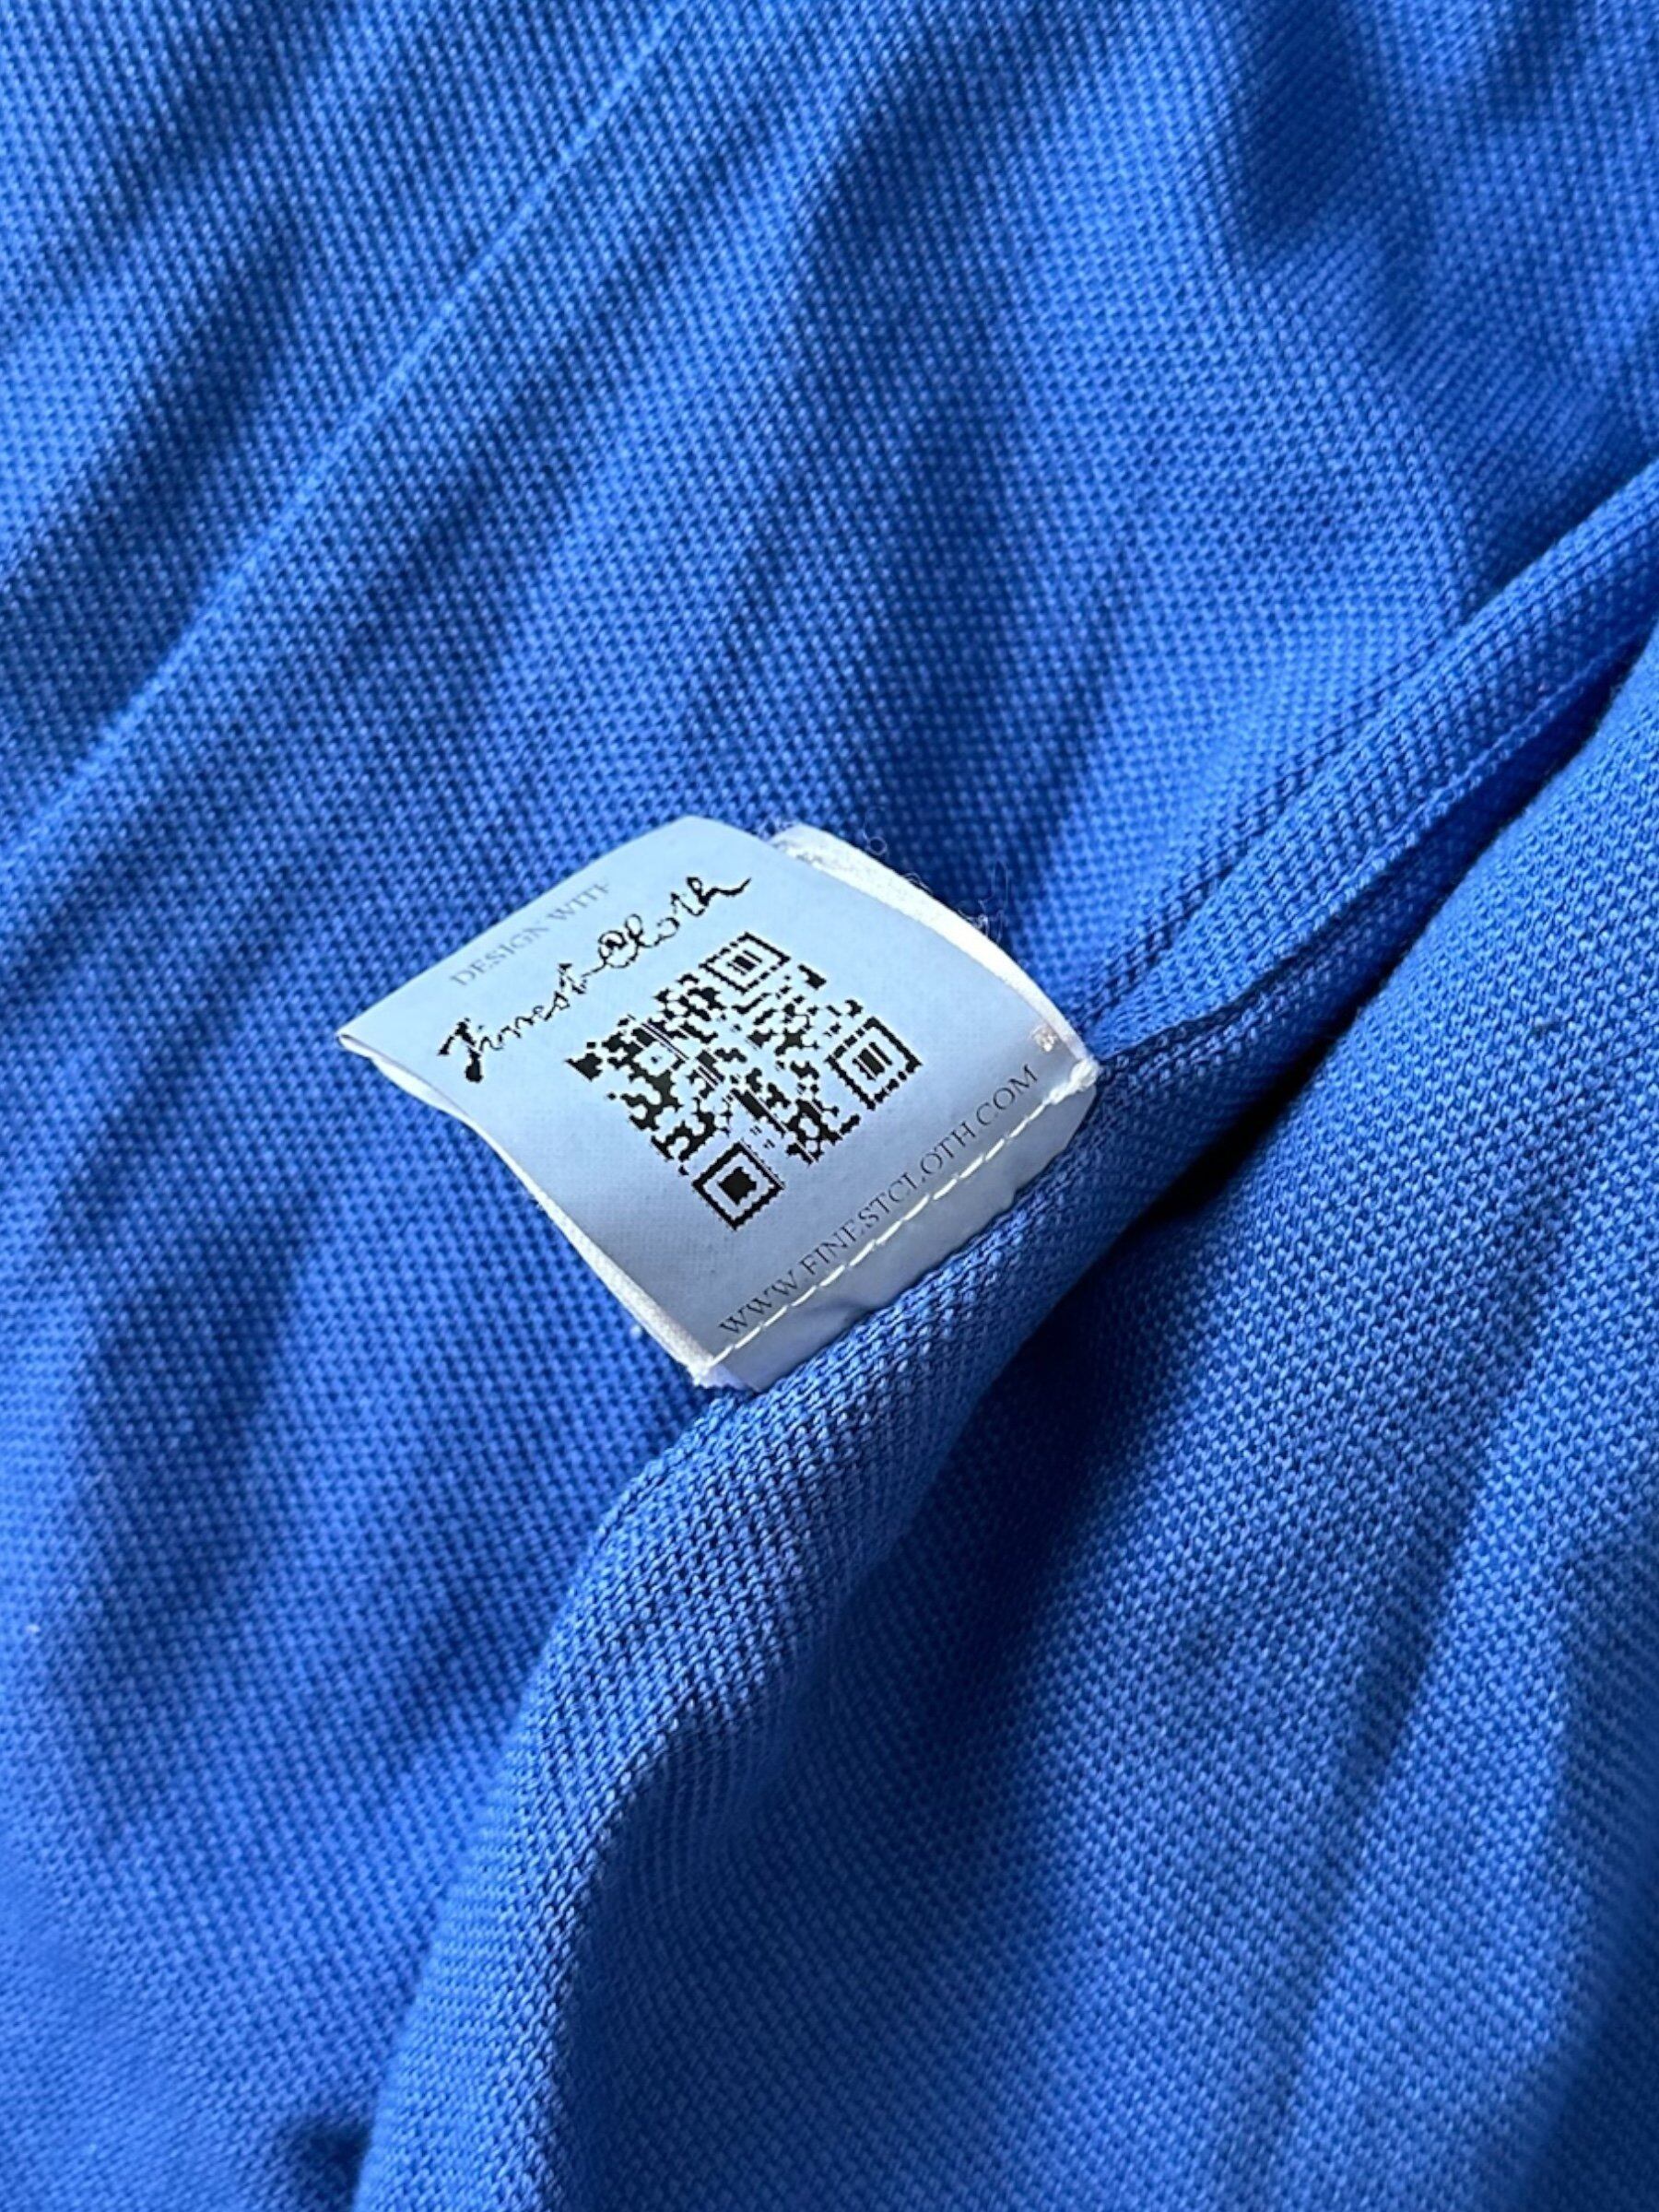 DESIGN WITH
Finest Cloth
WWW.FINESTCLOTH.COM